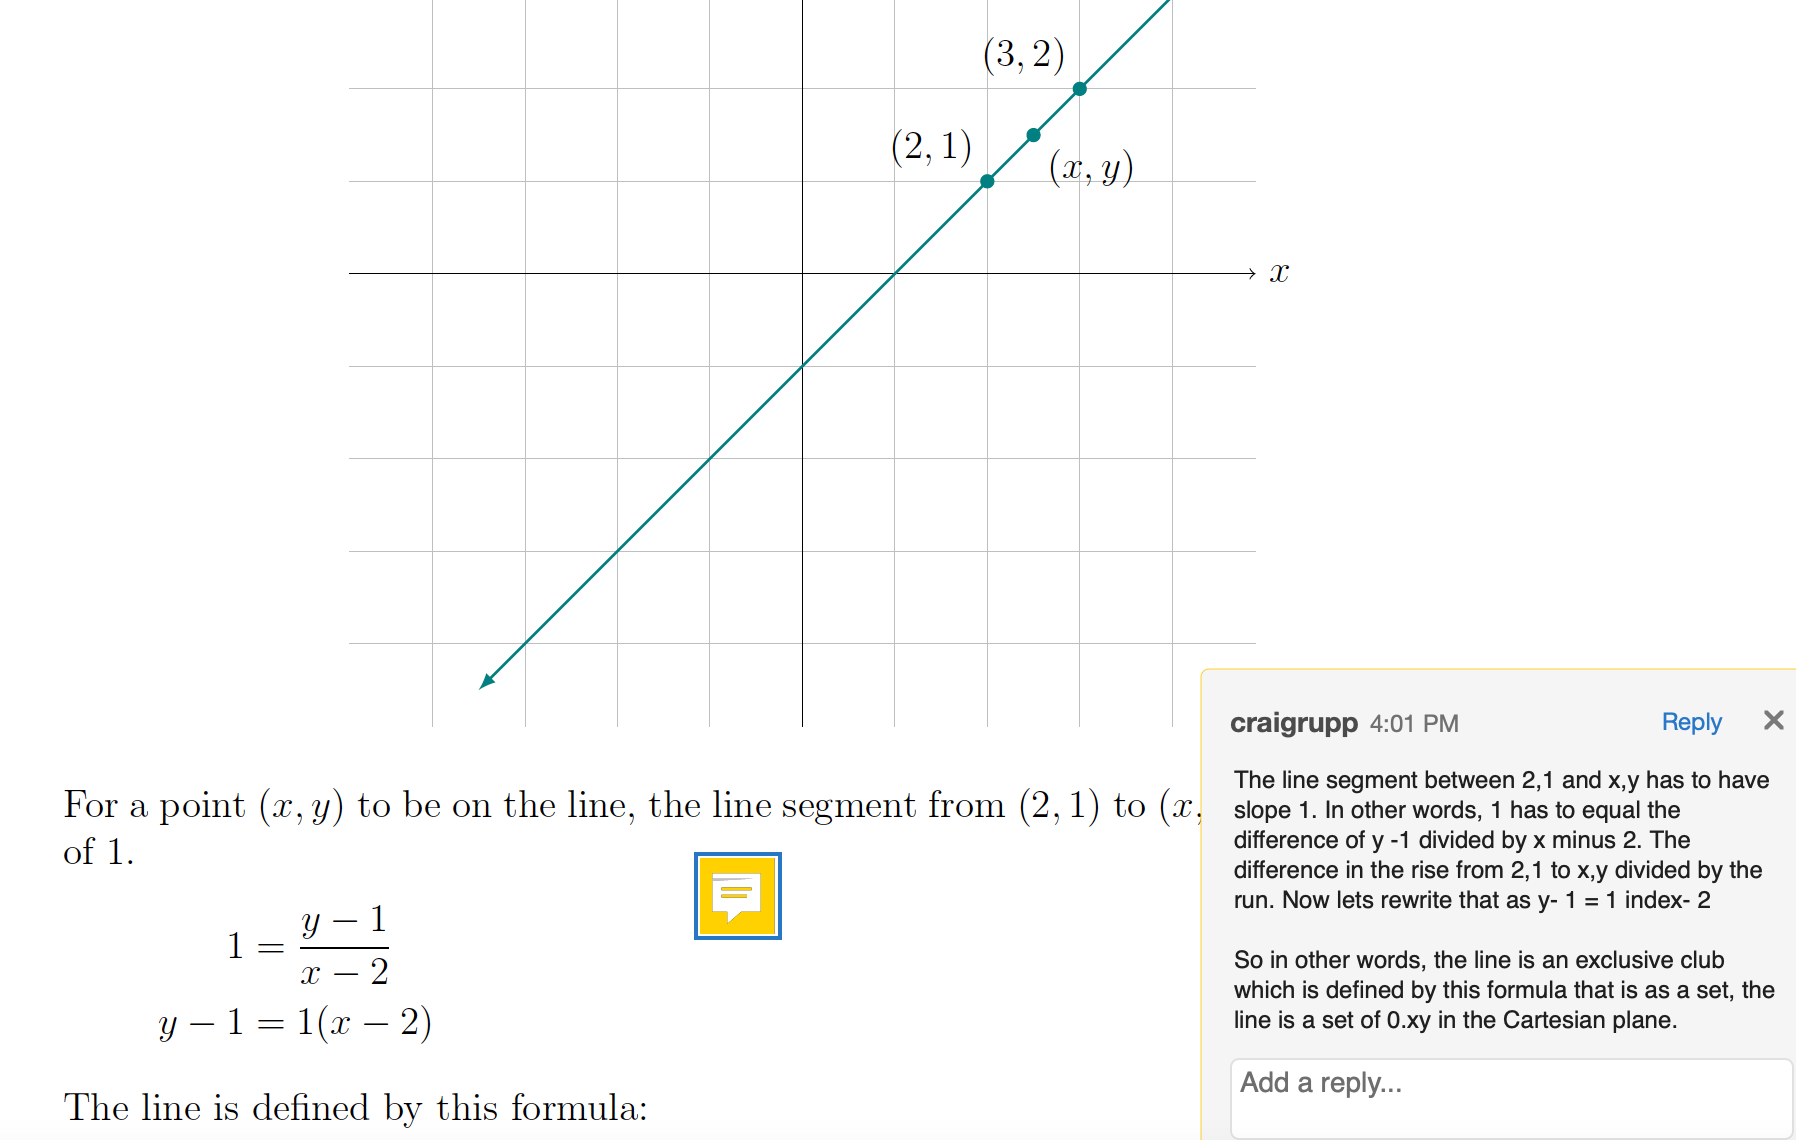 (3, 2)
(2, 1)
(x, y)
x
For a point (x, y) to be on the line, the line segment from (2, 1) to (x,
of 1.
1 = \frac{y − 1}{x − 2}
y − 1 = 1(x − 2)
The line is defined by this formula:
craigrupp 4:01 PM Reply ×
The line segment between 2,1 and x,y has to have
slope 1. In other words, 1 has to equal the
difference of y -1 divided by x minus 2. The
difference in the rise from 2,1 to x,y divided by the
run. Now lets rewrite that as y- 1 = 1 index- 2
So in other words, the line is an exclusive club
which is defined by this formula that is as a set, the
line is a set of 0.xy in the Cartesian plane.
Add a reply...